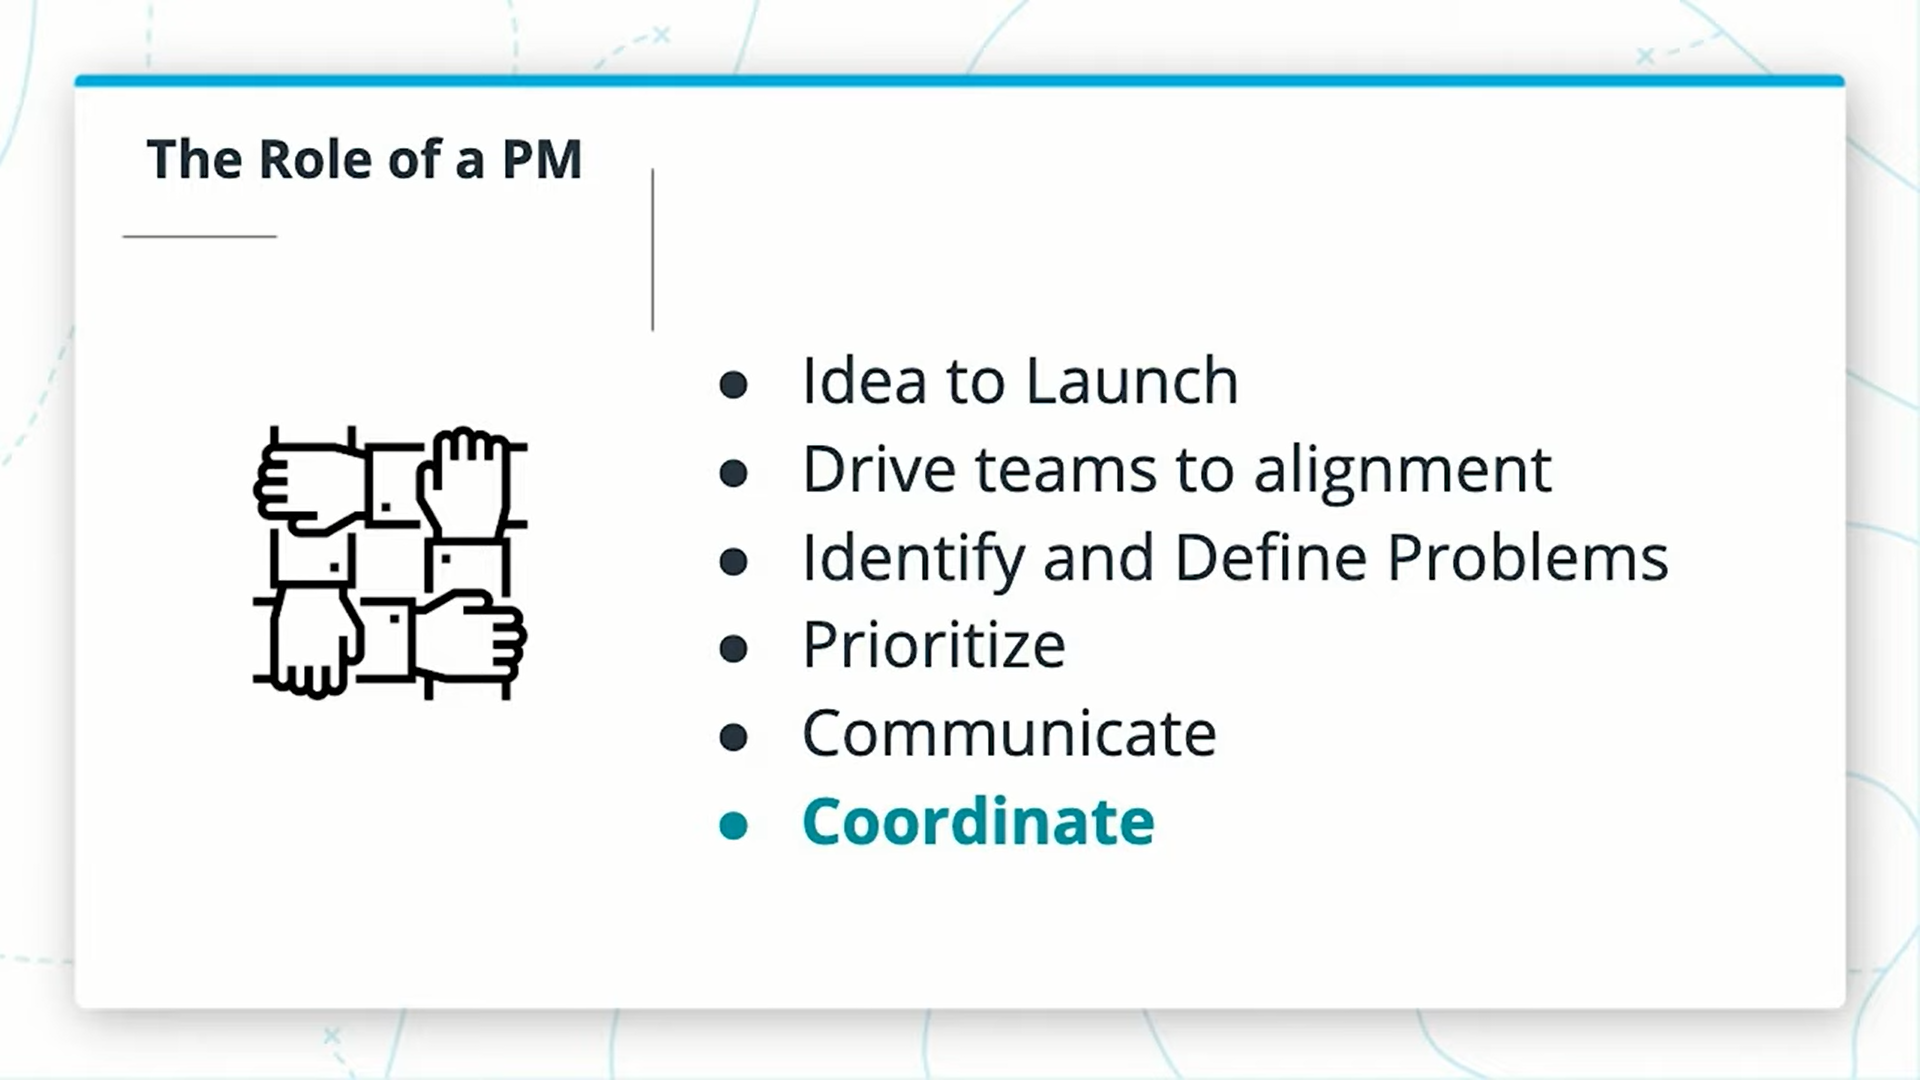 The Role of a PM
● Idea to Launch
● Drive teams to alignment
● Identify and Define Problems
● Prioritize
● Communicate
● Coordinate